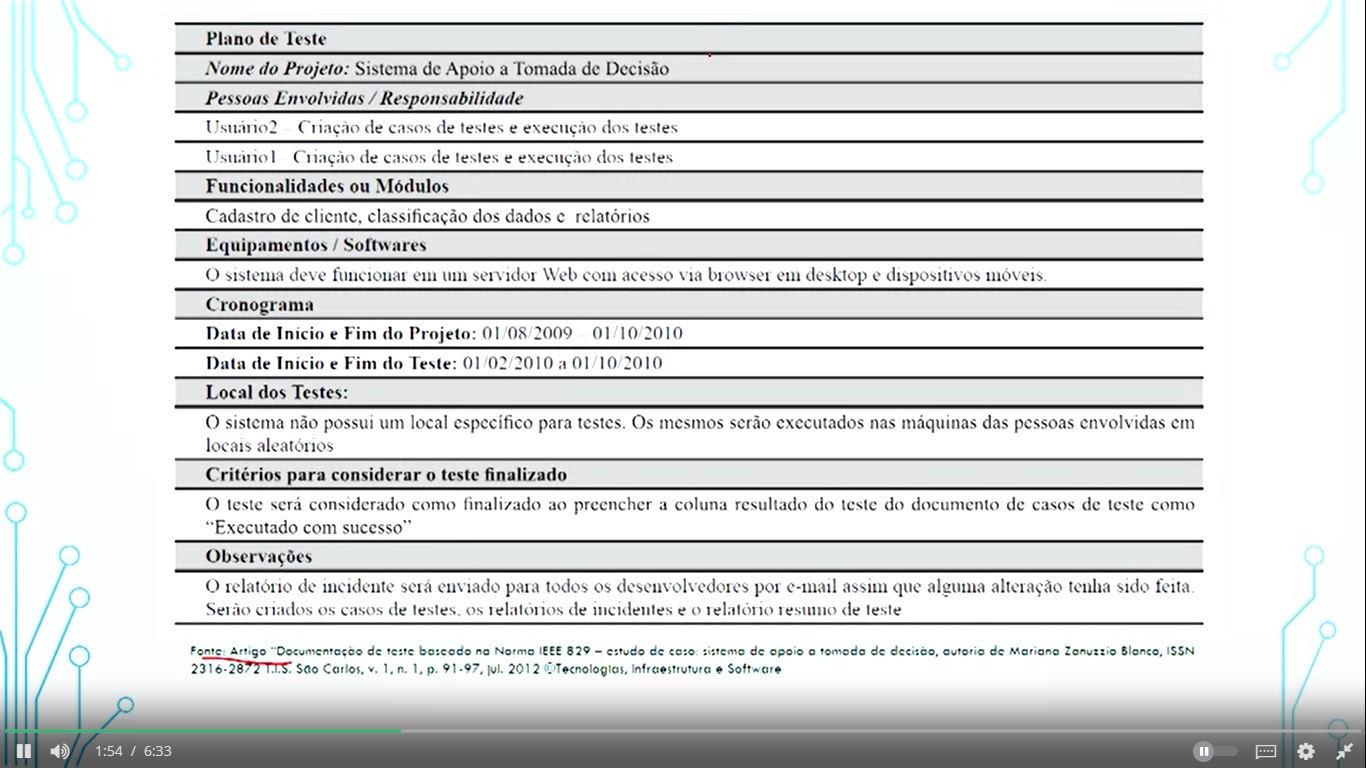 Plano de Teste
Nome do Projeto: Sistema de Apoio a Tomada de Decisão
Pessoas Envolvidas / Responsabilidade
Usuário2 – Criação de casos de testes e execução dos testes
Usuário1– Criação de casos de testes e execução dos testes
Funcionalidades ou Módulos
Cadastro de cliente, classificação dos dados e relatórios
Equipamentos / Softwares
O sistema deve funcionar em um servidor Web com acesso via browser em desktop e dispositivos móveis.
Cronograma
Data de Início e Fim do Projeto: 01/08/2009 – 01/10/2010
Data de Início e Fim do Teste: 01/02/2010 a 01/10/2010
Local dos Testes:
O sistema não possui um local específico para testes. Os mesmos serão executados nas máquinas das pessoas envolvidas em
locais aleatórios
Critérios para considerar o teste finalizado
O teste será considerado como finalizado ao preencher a coluna resultado do teste do documento de casos de teste como
“Executado com sucesso”
Observações
O relatório de incidente será enviado para todos os desenvolvedores por e-mail assim que alguma alteração tenha sido feita.
Serão criados os casos de testes, os relatórios de incidentes e o relatório resumo de teste
Fonte: Artigo “Documentação de teste baseado na Norma IEEE 829 – estudo de caso: sistema de apoio a tomada de decisão, autoria de Mariana Zanuzzio Blanco, ISSN
2316-2872 T.I.S. São Carlos, v. 1, n. 1, p. 91-97, jul. 2012 ©Tecnologias, Infraestrutura e Software
1:54 / 6:33